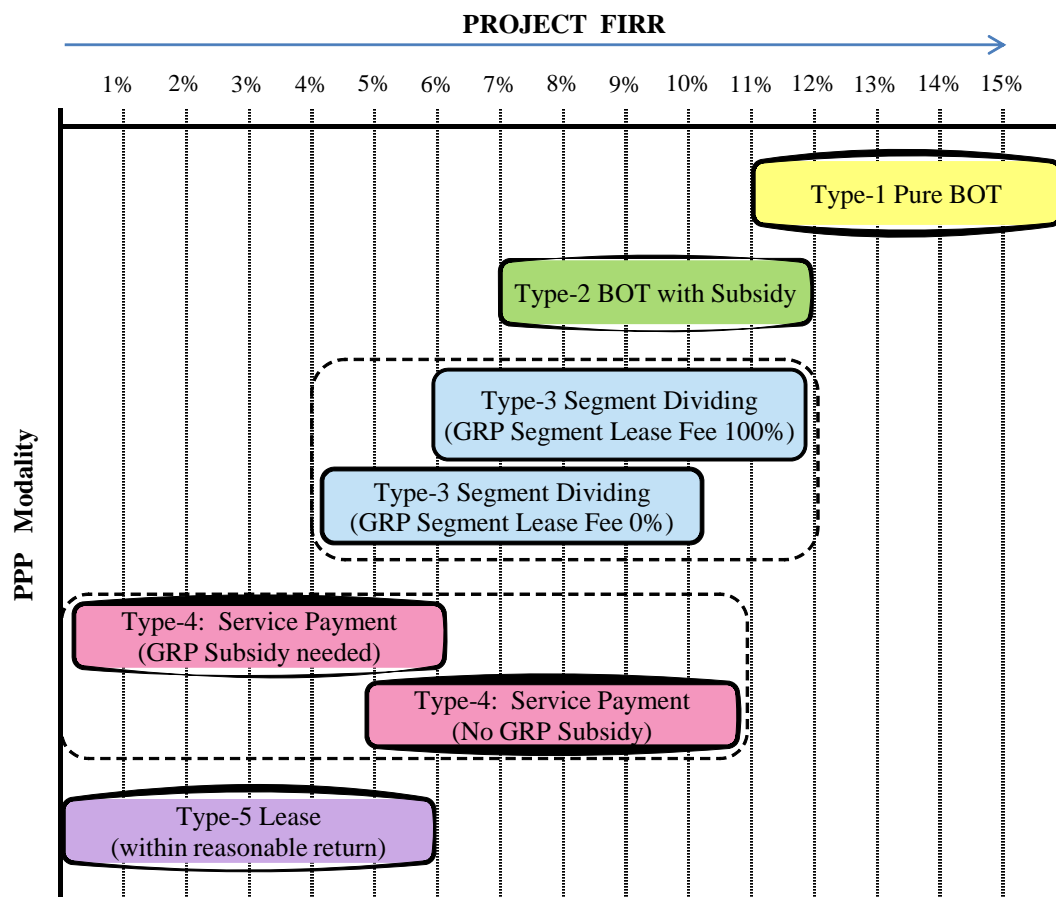 PROJECT FIRR
1% 2% 3% 4% 5% 6% 7% 8% 9% 10% 11% 12% 13% 14% 15%
PPP Modality
Type-1 Pure BOT
Type-2 BOT with Subsidy
Type-3 Segment Dividing
(GRP Segment Lease Fee 100%)
Type-3 Segment Dividing
(GRP Segment Lease Fee 0%)
Type-4: Service Payment
(GRP Subsidy needed)
Type-4: Service Payment
(No GRP Subsidy)
Type-5 Lease
(within reasonable return)